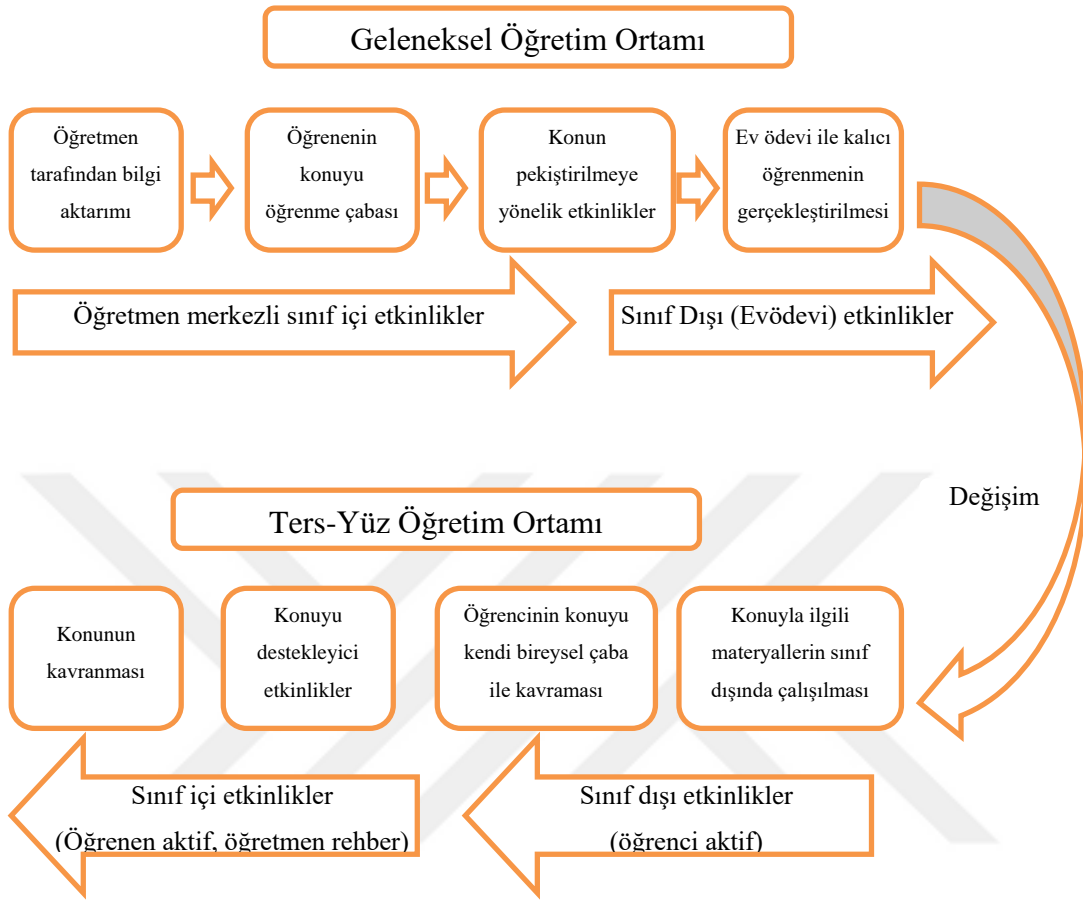 Geleneksel Öğretim Ortamı
Öğretmen
tarafından bilgi
aktarımı
Öğrenenin
konuyu
öğrenme çabası
Konun
pekiştirilmeye
yönelik etkinlikler
Ev ödevi ile kalıcı
öğrenmenin
gerçekleştirilmesi
Öğretmen merkezli sınıf içi etkinlikler
Sınıf Dışı (Evödevi) etkinlikler
Değişim
Ters-Yüz Öğretim Ortamı
Konunun
kavranması
Konuyu
destekleyici
etkinlikler
Öğrencinin konuyu
kendi bireysel çaba
ile kavraması
Konuyla ilgili
materyallerin sınıf
dışında çalışılması
Sınıf içi etkinlikler
(Öğrenen aktif, öğretmen rehber)
Sınıf dışı etkinlikler
(öğrenci aktif)